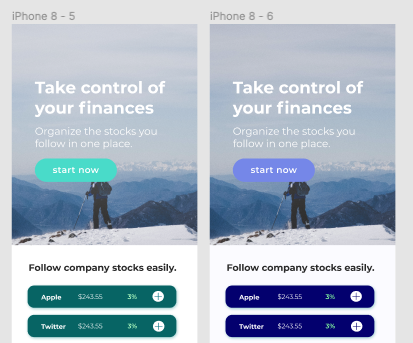 iPhone 8 - 5
Take control of
your finances
Organize the stocks you
follow in one place.
start now
Follow company stocks easily.
Apple $243.55 3%
Twitter $243.55 3%
iPhone 8 - 6
Take control of
your finances
Organize the stocks you
follow in one place.
start now
Follow company stocks easily.
Apple $243.55 3%
Twitter $243.55 3%